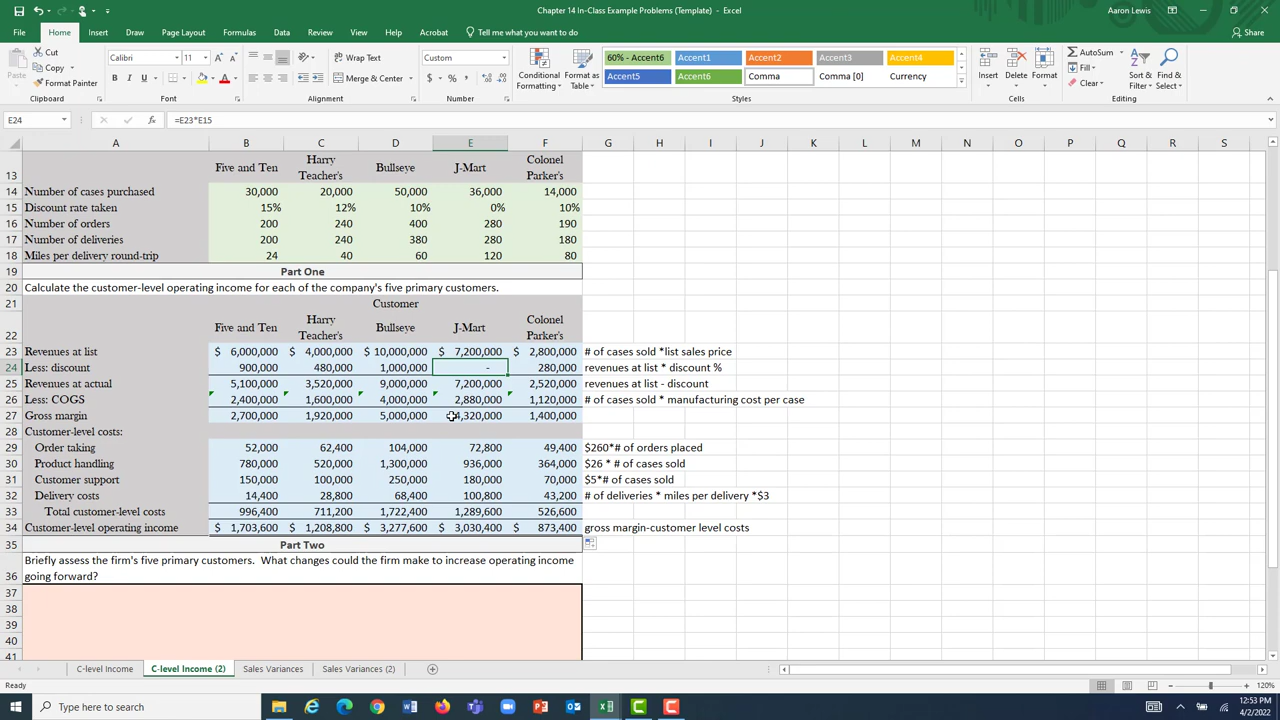 Chapter 14 In-Class Example Problems (Template) - Excel
Aaron Lewis
File Home Insert Draw Page Layout Formulas Data Review View Help Acrobat Tell me what you want to do Share
Cut
Copy
Format Painter
Paste
Clipboard
Calibri 11
B I U
Font
Wrap Text
Merge & Center
Alignment
Custom
Number
Conditional Formatting
Format as Table
60% - Accent6 Accent1 Accent2 Accent3 Accent4
Accent5 Accent6 Comma Comma [0] Currency
Styles
Insert Delete Format
Cells
AutoSum
Fill
Clear
Sort & Filter
Find & Select
Editing
E24 =E23*E15
A B C D E F G H I J K L M N O P Q R S
13 Five and Ten Harry Teacher's Bullseye J-Mart Colonel Parker's
14 Number of cases purchased 30,000 20,000 50,000 36,000 14,000
15 Discount rate taken 15% 12% 10% 0% 10%
16 Number of orders 200 240 400 280 190
17 Number of deliveries 200 240 380 280 180
18 Miles per delivery round-trip 24 40 60 120 80
19 Part One
20 Calculate the customer-level operating income for each of the company's five primary customers.
21 Customer
22 Five and Ten Harry Teacher's Bullseye J-Mart Colonel Parker's
23 Revenues at list $ 6,000,000 $ 4,000,000 $ 10,000,000 $ 7,200,000 $ 2,800,000 # of cases sold *list sales price
24 Less: discount 900,000 480,000 1,000,000 - 280,000 revenues at list * discount %
25 Revenues at actual 5,100,000 3,520,000 9,000,000 7,200,000 2,520,000 revenues at list - discount
26 Less: COGS 2,400,000 1,600,000 4,000,000 2,880,000 1,120,000 # of cases sold * manufacturing cost per case
27 Gross margin 2,700,000 1,920,000 5,000,000 4,320,000 1,400,000
28 Customer-level costs:
29 Order taking 52,000 62,400 104,000 72,800 49,400 $260*# of orders placed
30 Product handling 780,000 520,000 1,300,000 936,000 364,000 $26 * # of cases sold
31 Customer support 150,000 100,000 250,000 180,000 70,000 $5*# of cases sold
32 Delivery costs 14,400 28,800 68,400 100,800 43,200 # of deliveries * miles per delivery *$3
33 Total customer-level costs 996,400 711,200 1,722,400 1,289,600 526,600
34 Customer-level operating income $ 1,703,600 $ 1,208,800 $ 3,277,600 $ 3,030,400 $ 873,400 gross margin-customer level costs
35 Part Two
36 Briefly assess the firm's five primary customers. What changes could the firm make to increase operating income
going forward?
37
38
39
40
41
C-level Income C-level Income (2) Sales Variances Sales Variances (2)
Ready
120%
Type here to search
12:53 PM
4/2/2022